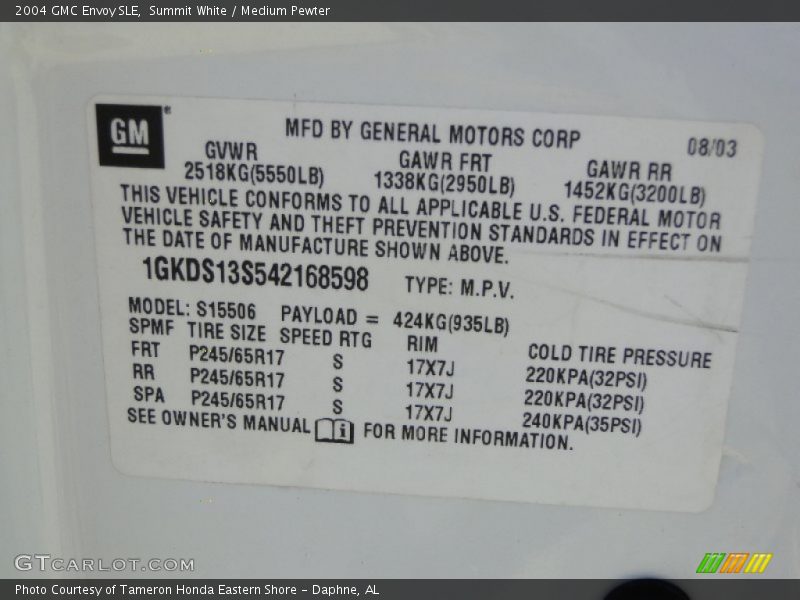 2004 GMC Envoy SLE, Summit White / Medium Pewter
GM
MFD BY GENERAL MOTORS CORP 08/03
GVWR GAWR FRT GAWR RR
2518KG(5550LB) 1338KG(2950LB) 1452KG(3200LB)
THIS VEHICLE CONFORMS TO ALL APPLICABLE U.S. FEDERAL MOTOR
VEHICLE SAFETY AND THEFT PREVENTION STANDARDS IN EFFECT ON
THE DATE OF MANUFACTURE SHOWN ABOVE.
1GKDS13S542168598 TYPE: M.P.V.
MODEL: S15506 PAYLOAD = 424KG(935LB)
SPMF TIRE SIZE SPEED RTG RIM COLD TIRE PRESSURE
FRT P245/65R17 S 17X7J 220KPA(32PSI)
RR P245/65R17 S 17X7J 220KPA(32PSI)
SPA P245/65R17 S 17X7J 240KPA(35PSI)
SEE OWNER'S MANUAL i FOR MORE INFORMATION.
GTCARLOT.COM
Photo Courtesy of Tameron Honda Eastern Shore - Daphne, AL